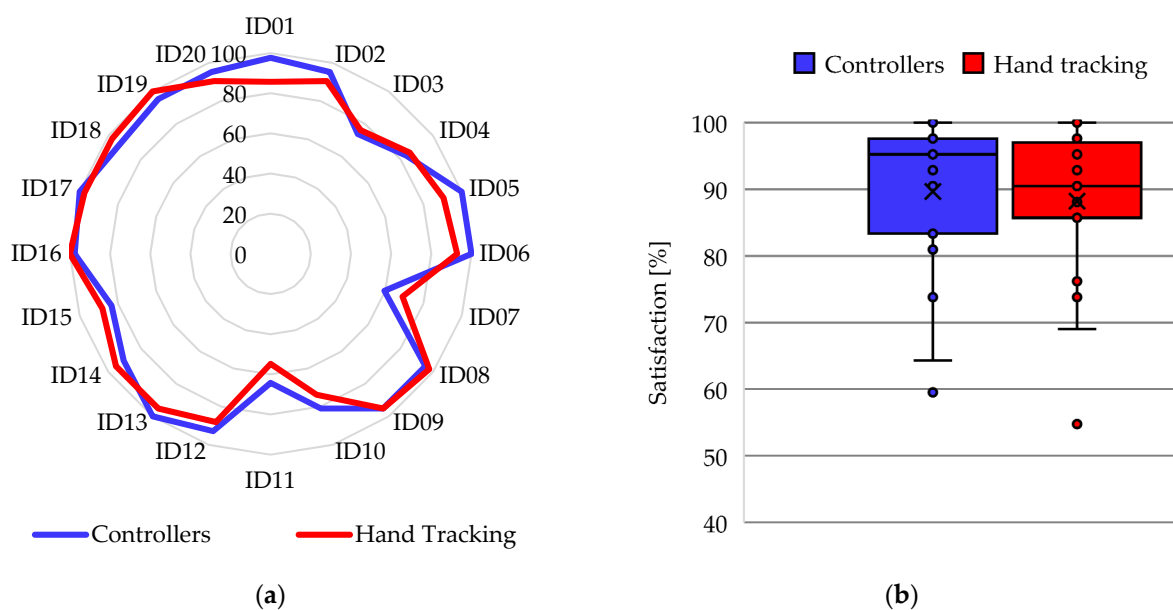 ID01
ID02
ID03
ID04
ID05
ID06
ID07
ID08
ID09
ID10
ID11
ID12
ID13
ID14
ID15
ID16
ID17
ID18
ID19
ID20
100
80
60
40
20
0
Controllers
Hand Tracking
(a)
Controllers
Hand tracking
Satisfaction [%]
100
90
80
70
60
50
40
(b)